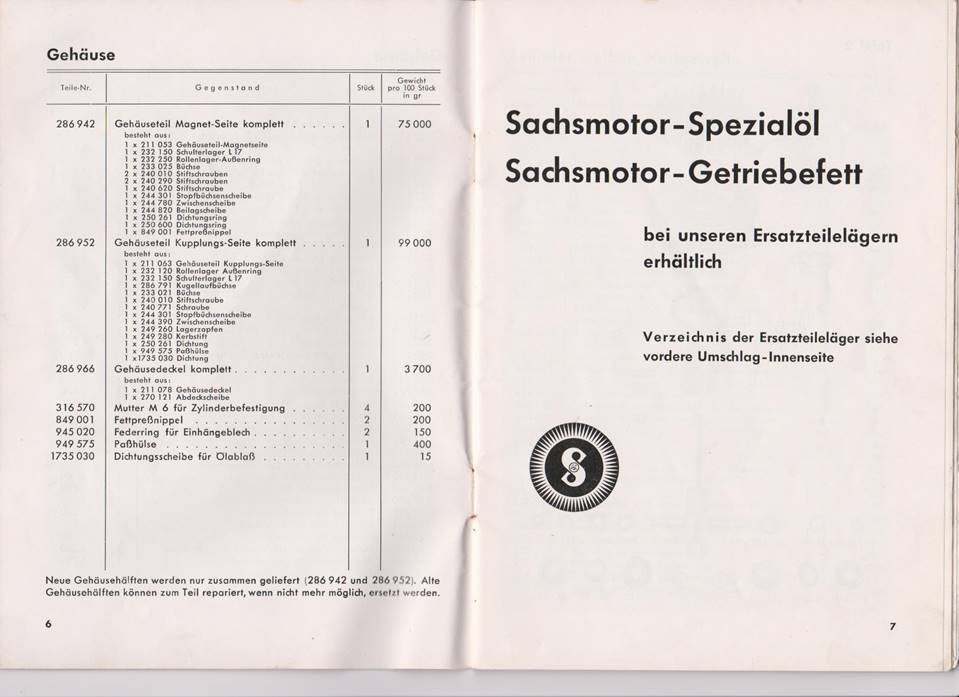 Gehäuse
Teile-Nr. Gegenstand Stück Gewicht pro 100 Stück in gr
286 942 Gehäuseteil Magnet-Seite komplett . . . . . . 1 75 000
besteht aus:
1 x 211 053 Gehäuseteil-Magnetseite
1 x 232 150 Schulterlager L 17
1 x 232 250 Rollenlager-Außenring
1 x 233 025 Büchse
2 x 240 010 Stiftschrauben
2 x 240 290 Stiftschrauben
1 x 240 620 Stiftschraube
1 x 244 301 Stopfbüchsenscheibe
1 x 244 780 Zwischenscheibe
1 x 244 820 Beilagscheibe
1 x 250 261 Dichtungsring
1 x 250 600 Dichtungsring
1 x 849 001 Fettpreßnippel
286 952 Gehäuseteil Kupplungs-Seite komplett . . . . . 1 99 000
besteht aus:
1 x 211 063 Gehäuseteil Kupplungs-Seite
1 x 232 120 Rollenlager Außenring
1 x 232 150 Schulterlager L 17
1 x 286 791 Kugellaufbüchse
1 x 233 021 Büchse
1 x 240 010 Stiftschraube
1 x 240 771 Schraube
1 x 244 301 Stopfbüchsenscheibe
1 x 244 390 Zwischenscheibe
1 x 249 260 Lagerzapfen
1 x 249 280 Kerbstift
1 x 250 261 Dichtung
1 x 949 575 Paßhülse
1 x1735 030 Dichtung
286 966 Gehäusedeckel komplett . . . . . . . . . . . . 1 3 700
besteht aus:
1 x 211 078 Gehäusedeckel
1 x 270 121 Abdeckscheibe
316 570 Mutter M 6 für Zylinderbefestigung . . . . . . 4 200
849 001 Fettpreßnippel . . . . . . . . . . . . . . . . 2 200
945 020 Federring für Einhängeblech . . . . . . . . . . 2 150
949 575 Paßhülse . . . . . . . . . . . . . . . . . . . 1 400
1735 030 Dichtungsscheibe für Ölablaß . . . . . . . . . 1 15
Neue Gehäusehälften werden nur zusammen geliefert (286 942 und 286 952). Alte
Gehäusehälften können zum Teil repariert, wenn nicht mehr möglich, ersetzt werden.
6
Sachsmotor-Spezialöl
Sachsmotor-Getriebefett
bei unseren Ersatzteilelägern
erhältlich
Verzeichnis der Ersatzteileläger siehe
vordere Umschlag-Innenseite
S
7